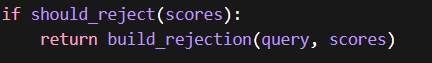 if should_reject(scores):
    return build_rejection(query, scores)